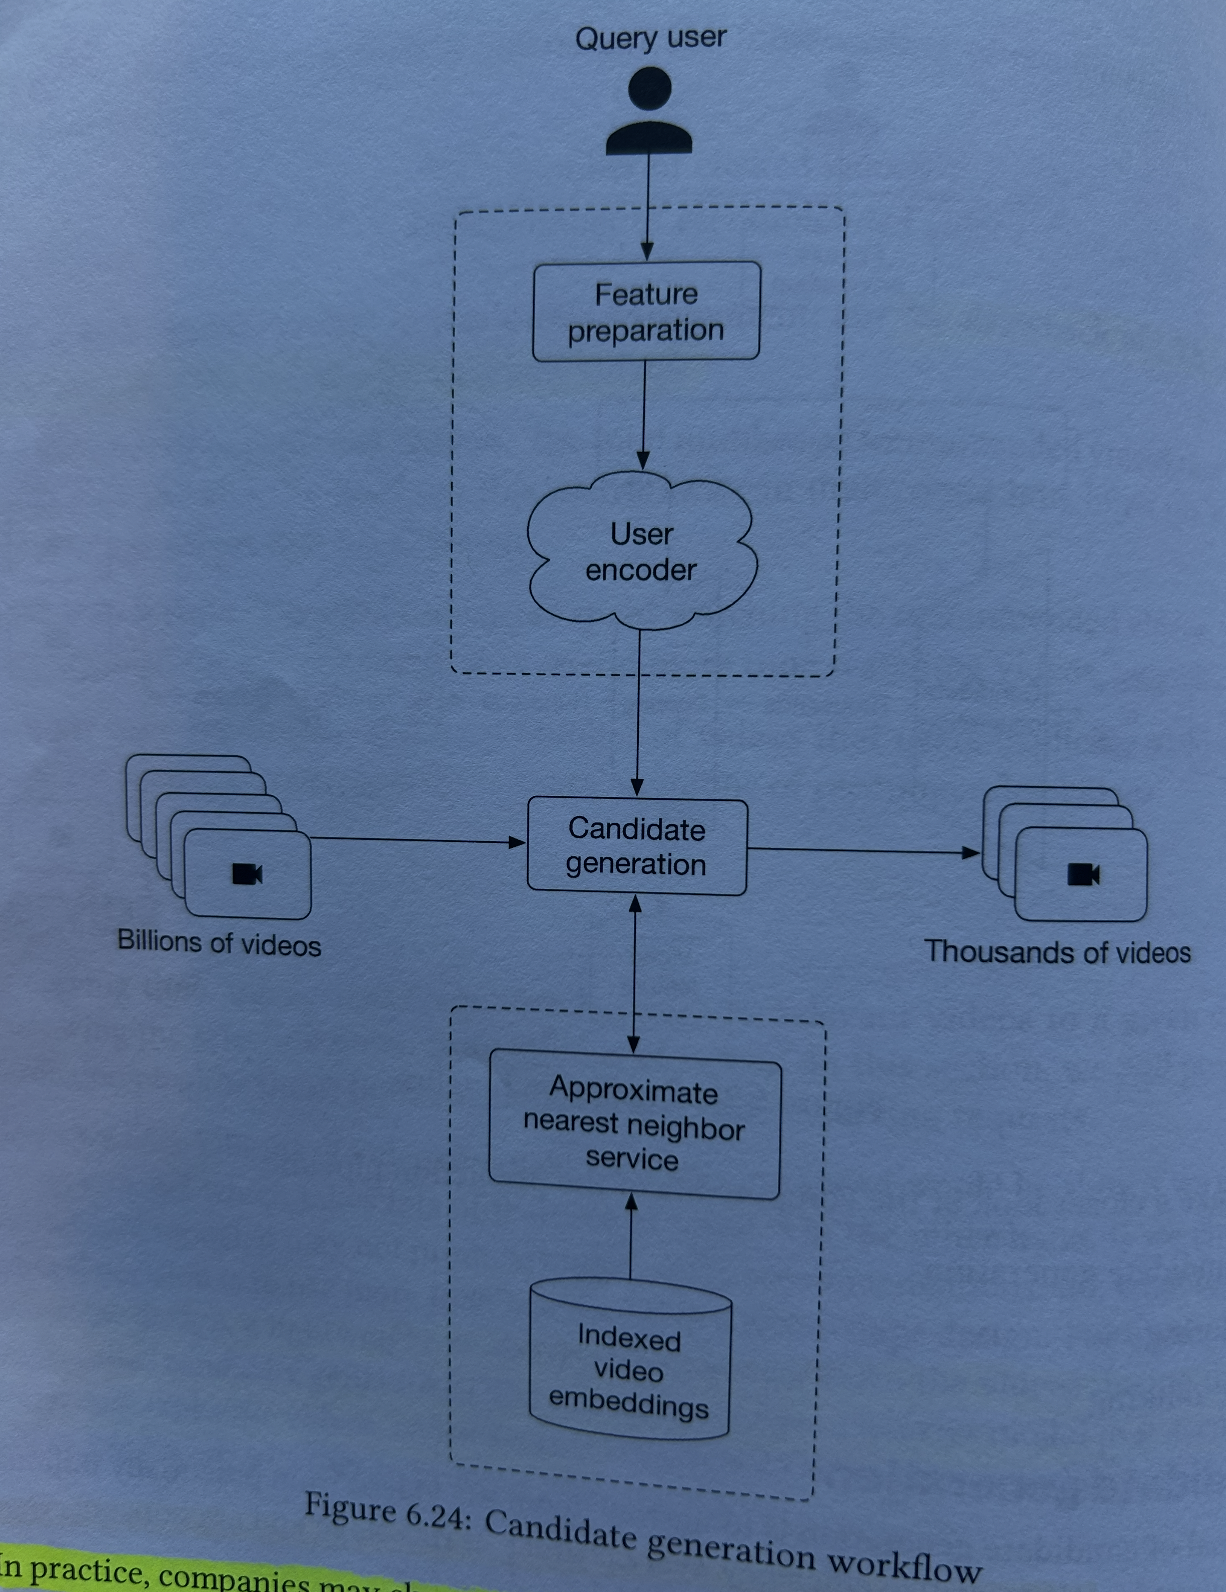 Query user
Feature
preparation
User
encoder
Candidate
generation
Billions of videos
Thousands of videos
Approximate
nearest neighbor
service
Indexed
video
embeddings
Figure 6.24: Candidate generation workflow
In practice, companies may